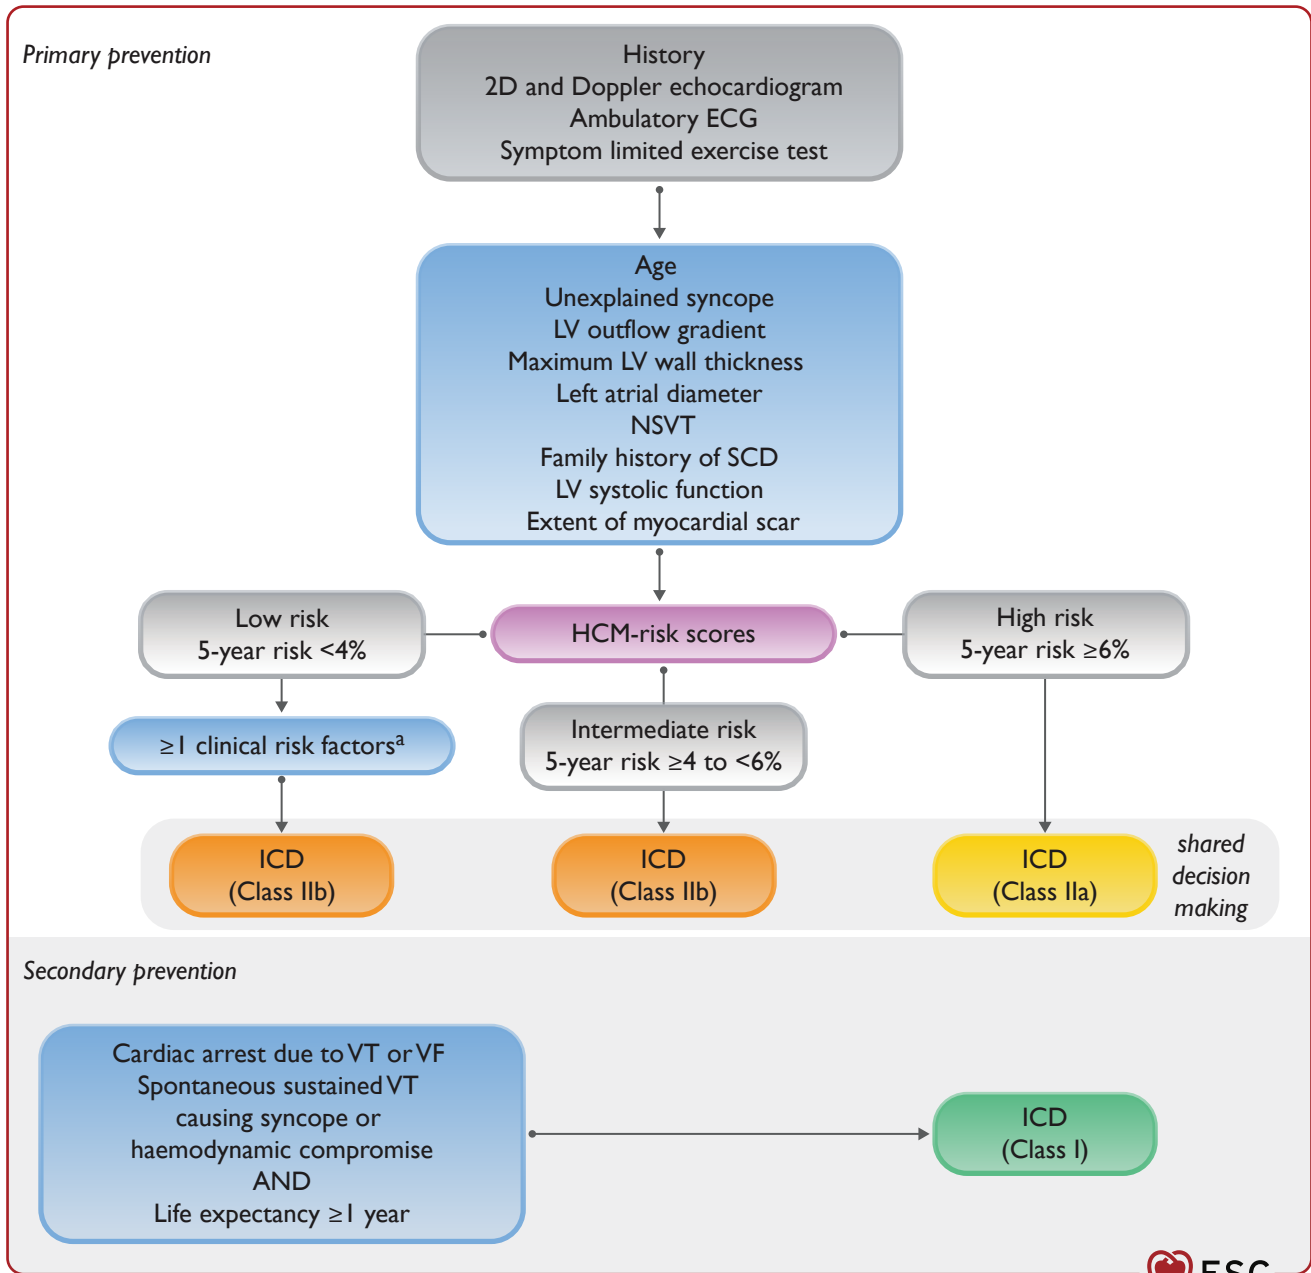 Primary prevention
History
2D and Doppler echocardiogram
Ambulatory ECG
Symptom limited exercise test
Age
Unexplained syncope
LV outflow gradient
Maximum LV wall thickness
Left atrial diameter
NSVT
Family history of SCD
LV systolic function
Extent of myocardial scar
Low risk
5-year risk <4%
HCM-risk scores
High risk
5-year risk ≥6%
≥1 clinical risk factorsᵃ
Intermediate risk
5-year risk ≥4 to <6%
ICD
(Class IIb)
ICD
(Class IIb)
ICD
(Class IIa)
shared
decision
making
Secondary prevention
Cardiac arrest due to VT or VF
Spontaneous sustained VT
causing syncope or
haemodynamic compromise
AND
Life expectancy ≥1 year
ICD
(Class I)
ESC